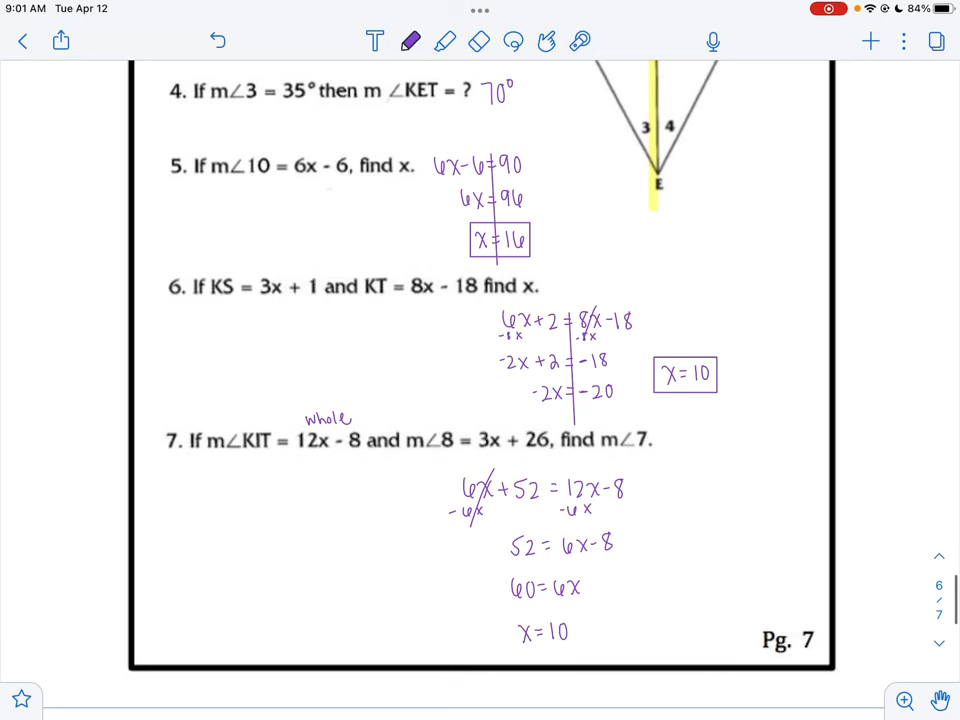 9:01 AM Tue Apr 12
84%
T
4. If m∠3 = 35° then m ∠KET = ? 70°
3 4
E
5. If m∠10 = 6x - 6, find x. 6x-6=90
6x=96
x=16
6. If KS = 3x + 1 and KT = 8x - 18 find x.
6x+2=8x-18
-8x -8x
-2x+2=-18
-2x=-20
x=10
whole
7. If m∠KIT = 12x - 8 and m∠8 = 3x + 26, find m∠7.
6x+52=12x-8
-6x -6x
52=6x-8
60=6x
x=10
Pg. 7
6
/
7